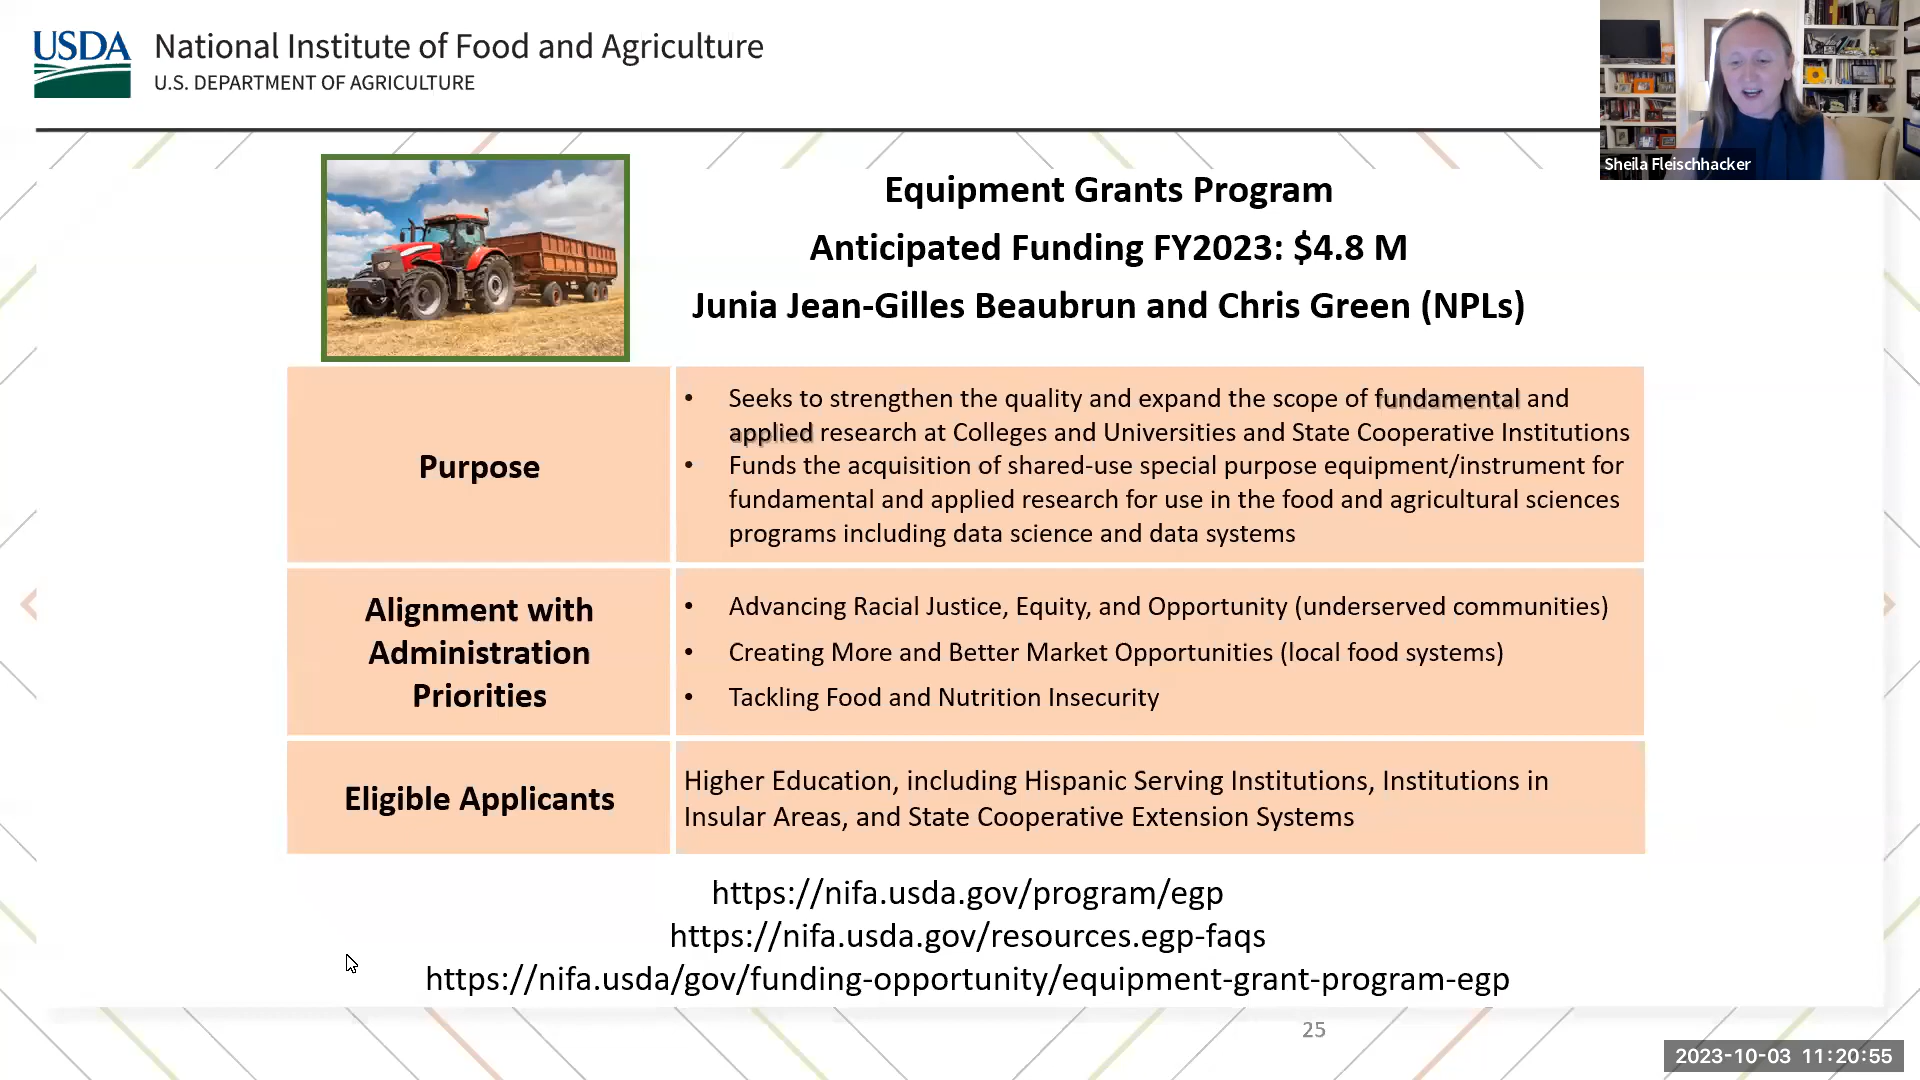 USDA
National Institute of Food and Agriculture
U.S. DEPARTMENT OF AGRICULTURE
Sheila Fleischhacker
Equipment Grants Program
Anticipated Funding FY2023: $4.8 M
Junia Jean-Gilles Beaubrun and Chris Green (NPLs)
Purpose
• Seeks to strengthen the quality and expand the scope of fundamental and
applied research at Colleges and Universities and State Cooperative Institutions
• Funds the acquisition of shared-use special purpose equipment/instrument for
fundamental and applied research for use in the food and agricultural sciences
programs including data science and data systems
Alignment with
Administration
Priorities
• Advancing Racial Justice, Equity, and Opportunity (underserved communities)
• Creating More and Better Market Opportunities (local food systems)
• Tackling Food and Nutrition Insecurity
Eligible Applicants
Higher Education, including Hispanic Serving Institutions, Institutions in
Insular Areas, and State Cooperative Extension Systems
https://nifa.usda.gov/program/egp
https://nifa.usda.gov/resources.egp-faqs
https://nifa.usda/gov/funding-opportunity/equipment-grant-program-egp
25
2023-10-03 11:20:55